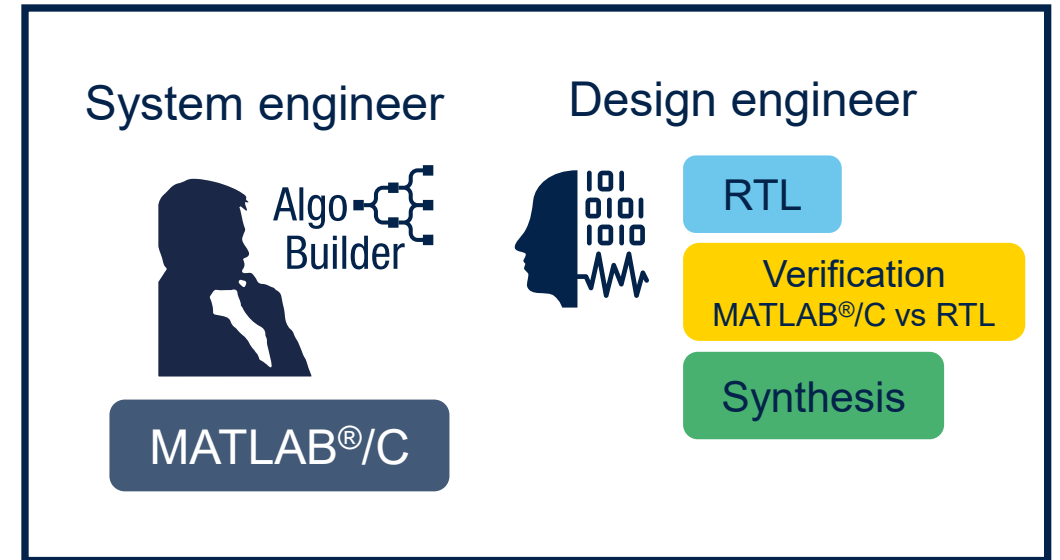 System engineer
Algo
Builder
MATLAB®/C
Design engineer
101
0101
1010
RTL
Verification
MATLAB®/C vs RTL
Synthesis